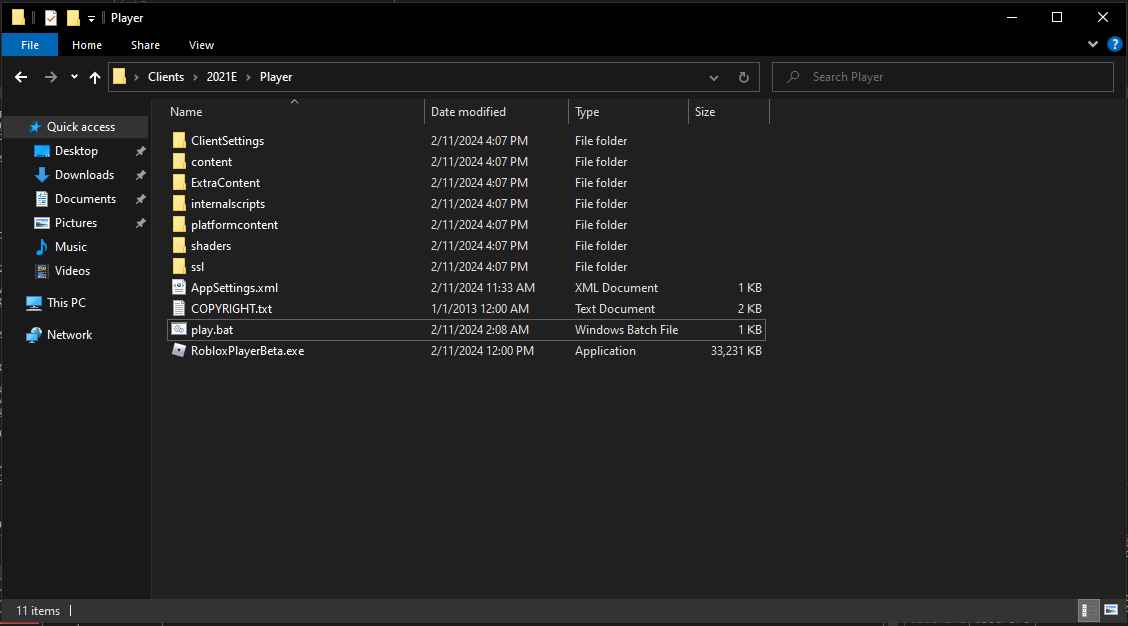 Player
File Home Share View
Clients 2021E Player Search Player
Name Date modified Type Size
Quick access
Desktop
Downloads
Documents
Pictures
Music
Videos
This PC
Network
ClientSettings 2/11/2024 4:07 PM File folder
content 2/11/2024 4:07 PM File folder
ExtraContent 2/11/2024 4:07 PM File folder
internalscripts 2/11/2024 4:07 PM File folder
platformcontent 2/11/2024 4:07 PM File folder
shaders 2/11/2024 4:07 PM File folder
ssl 2/11/2024 4:07 PM File folder
AppSettings.xml 2/11/2024 11:33 AM XML Document 1 KB
COPYRIGHT.txt 1/1/2013 12:00 AM Text Document 2 KB
play.bat 2/11/2024 2:08 AM Windows Batch File 1 KB
RobloxPlayerBeta.exe 2/11/2024 12:00 PM Application 33,231 KB
11 items